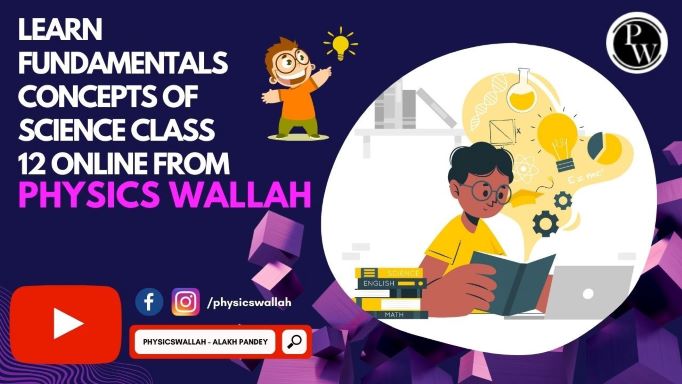 LEARN
FUNDAMENTALS
CONCEPTS OF
SCIENCE CLASS
12 ONLINE FROM
PHYSICS WALLAH
PW
/physicswallah
PHYSICSWALLAH - ALAKH PANDEY
SCIENCE
ENGLISH
MATH
E = mc²